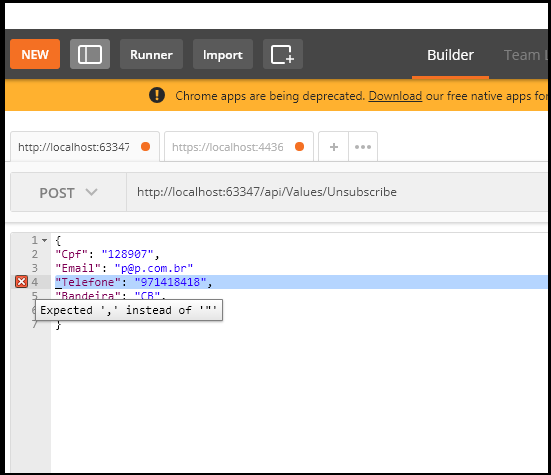 NEW Runner Import Builder Team L
Chrome apps are being deprecated. Download our free native apps for
http://localhost:63347 https://localhost:4436 + •••
POST http://localhost:63347/api/Values/Unsubscribe
1 {
2 "Cpf": "128907",
3 "Email": "p@p.com.br"
4 "Telefone": "971418418",
5 "Bandeira": "CB",
Expected ',' instead of '"'
7 }